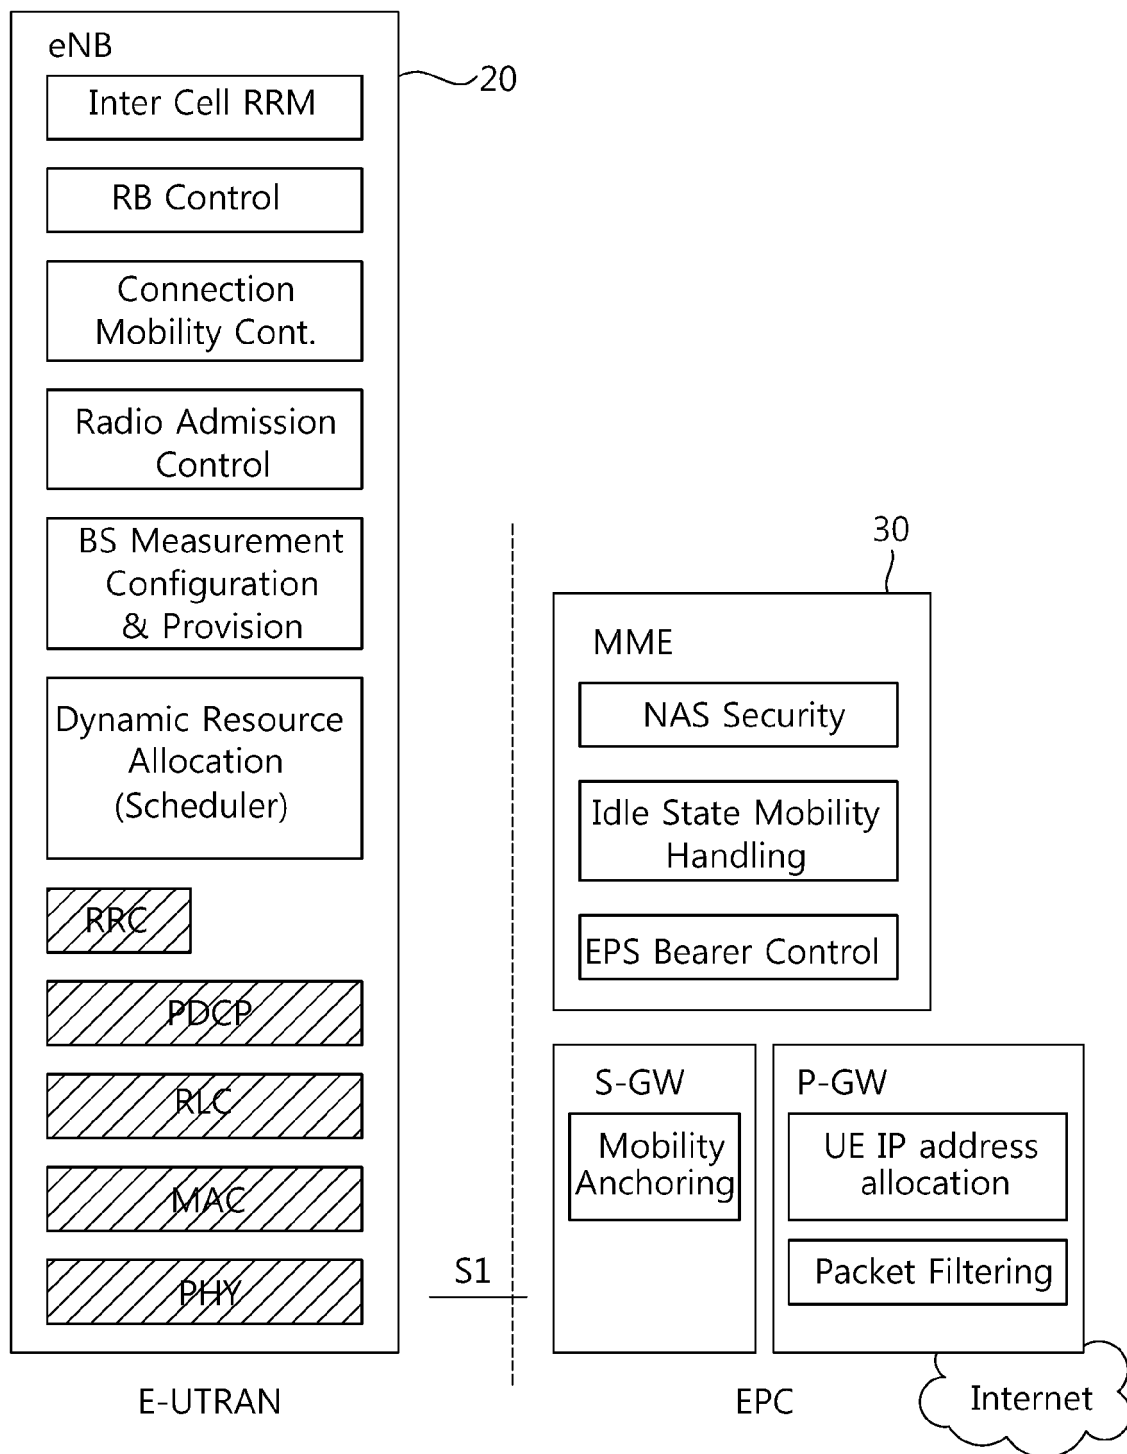 eNB
20
Inter Cell RRM
RB Control
Connection
Mobility Cont.
Radio Admission
Control
BS Measurement
Configuration
& Provision
Dynamic Resource
Allocation
(Scheduler)
RRC
PDCP
RLC
MAC
PHY
S1
E-UTRAN
30
MME
NAS Security
Idle State Mobility
Handling
EPS Bearer Control
S-GW
Mobility
Anchoring
P-GW
UE IP address
allocation
Packet Filtering
EPC
Internet